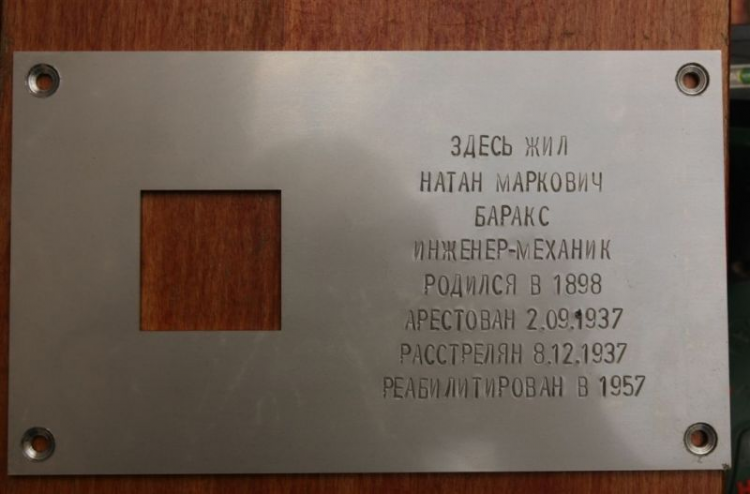 ЗДЕСЬ ЖИЛ
НАТАН МАРКОВИЧ
БАРАКС
ИНЖЕНЕР-МЕХАНИК
РОДИЛСЯ В 1898
АРЕСТОВАН 2.09.1937
РАССТРЕЛЯН 8.12.1937
РЕАБИЛИТИРОВАН В 1957